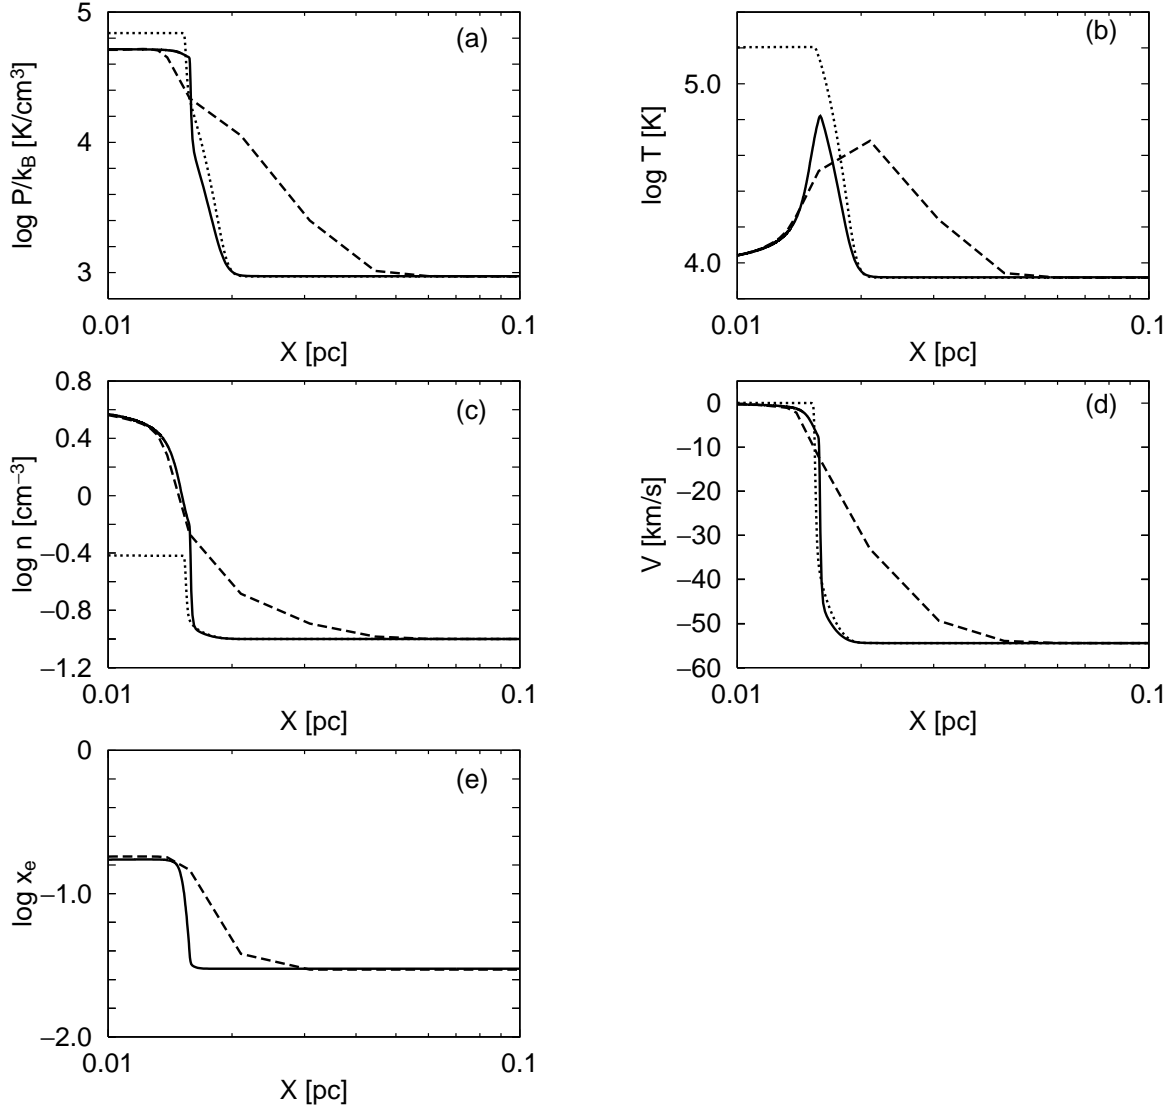 5
4
3
log P/k_B [K/cm^3]
(a)
0.01
0.1
X [pc]
5.0
4.0
log T [K]
(b)
0.01
0.1
X [pc]
0.8
0.4
0
−0.4
−0.8
−1.2
log n [cm^−3]
(c)
0.01
0.1
X [pc]
0
−10
−20
−30
−40
−50
−60
V [km/s]
(d)
0.01
0.1
X [pc]
0
−1.0
−2.0
log x_e
(e)
0.01
0.1
X [pc]